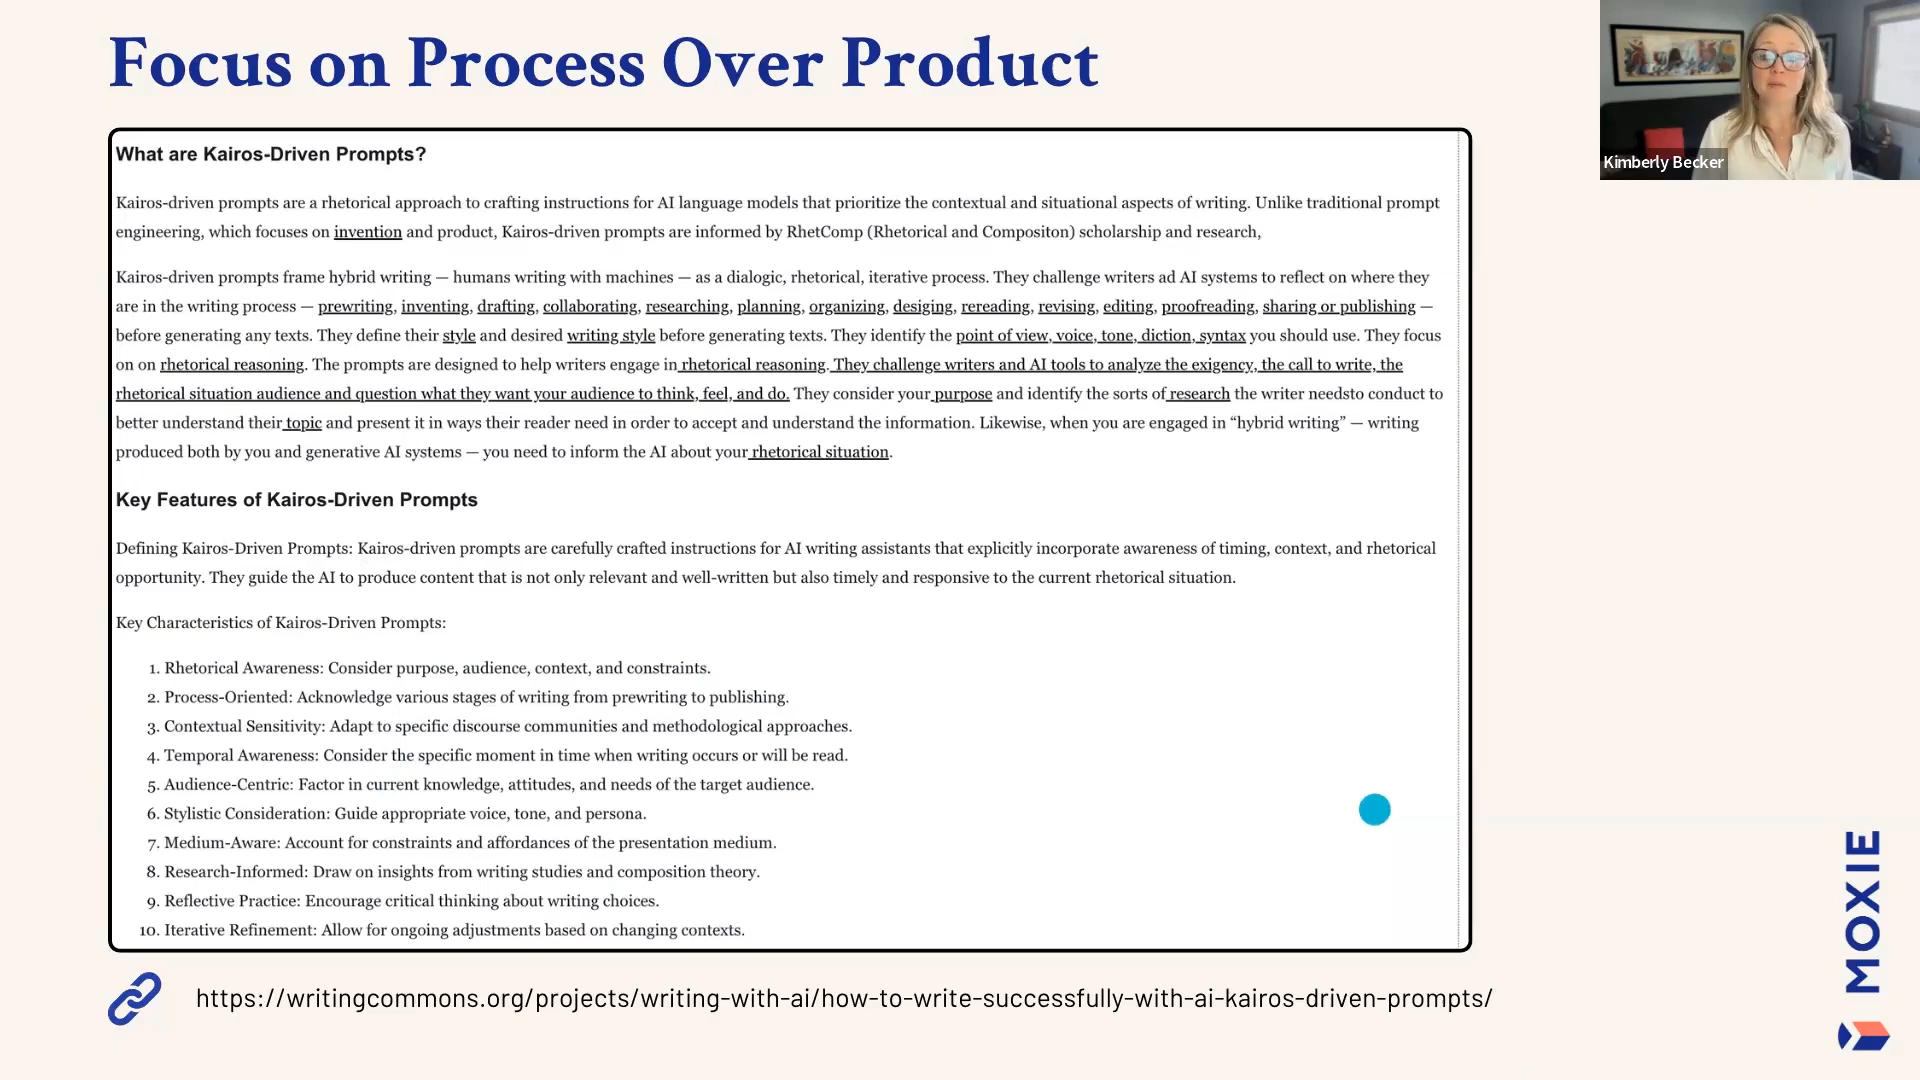 Focus on Process Over Product
Kimberly Becker
What are Kairos-Driven Prompts?
Kairos-driven prompts are a rhetorical approach to crafting instructions for AI language models that prioritize the contextual and situational aspects of writing. Unlike traditional prompt
engineering, which focuses on invention and product, Kairos-driven prompts are informed by RhetComp (Rhetorical and Compositon) scholarship and research,
Kairos-driven prompts frame hybrid writing — humans writing with machines — as a dialogic, rhetorical, iterative process. They challenge writers ad AI systems to reflect on where they
are in the writing process — prewriting, inventing, drafting, collaborating, researching, planning, organizing, desiging, rereading, revising, editing, proofreading, sharing or publishing —
before generating any texts. They define their style and desired writing style before generating texts. They identify the point of view, voice, tone, diction, syntax you should use. They focus
on on rhetorical reasoning. The prompts are designed to help writers engage in rhetorical reasoning. They challenge writers and AI tools to analyze the exigency, the call to write, the
rhetorical situation audience and question what they want your audience to think, feel, and do. They consider your purpose and identify the sorts of research the writer needsto conduct to
better understand their topic and present it in ways their reader need in order to accept and understand the information. Likewise, when you are engaged in “hybrid writing” — writing
produced both by you and generative AI systems — you need to inform the AI about your rhetorical situation.
Key Features of Kairos-Driven Prompts
Defining Kairos-Driven Prompts: Kairos-driven prompts are carefully crafted instructions for AI writing assistants that explicitly incorporate awareness of timing, context, and rhetorical
opportunity. They guide the AI to produce content that is not only relevant and well-written but also timely and responsive to the current rhetorical situation.
Key Characteristics of Kairos-Driven Prompts:
1. Rhetorical Awareness: Consider purpose, audience, context, and constraints.
2. Process-Oriented: Acknowledge various stages of writing from prewriting to publishing.
3. Contextual Sensitivity: Adapt to specific discourse communities and methodological approaches.
4. Temporal Awareness: Consider the specific moment in time when writing occurs or will be read.
5. Audience-Centric: Factor in current knowledge, attitudes, and needs of the target audience.
6. Stylistic Consideration: Guide appropriate voice, tone, and persona.
7. Medium-Aware: Account for constraints and affordances of the presentation medium.
8. Research-Informed: Draw on insights from writing studies and composition theory.
9. Reflective Practice: Encourage critical thinking about writing choices.
10. Iterative Refinement: Allow for ongoing adjustments based on changing contexts.
https://writingcommons.org/projects/writing-with-ai/how-to-write-successfully-with-ai-kairos-driven-prompts/
MOXIE